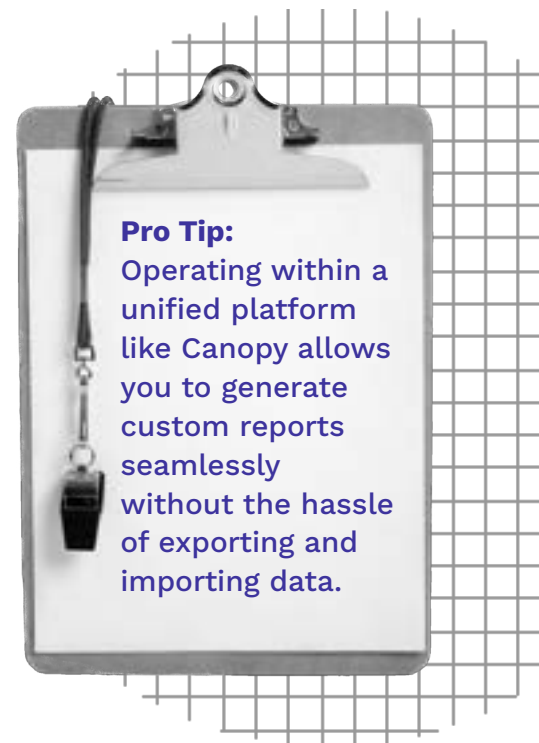 Pro Tip:
Operating within a
unified platform
like Canopy allows
you to generate
custom reports
seamlessly
without the hassle
of exporting and
importing data.